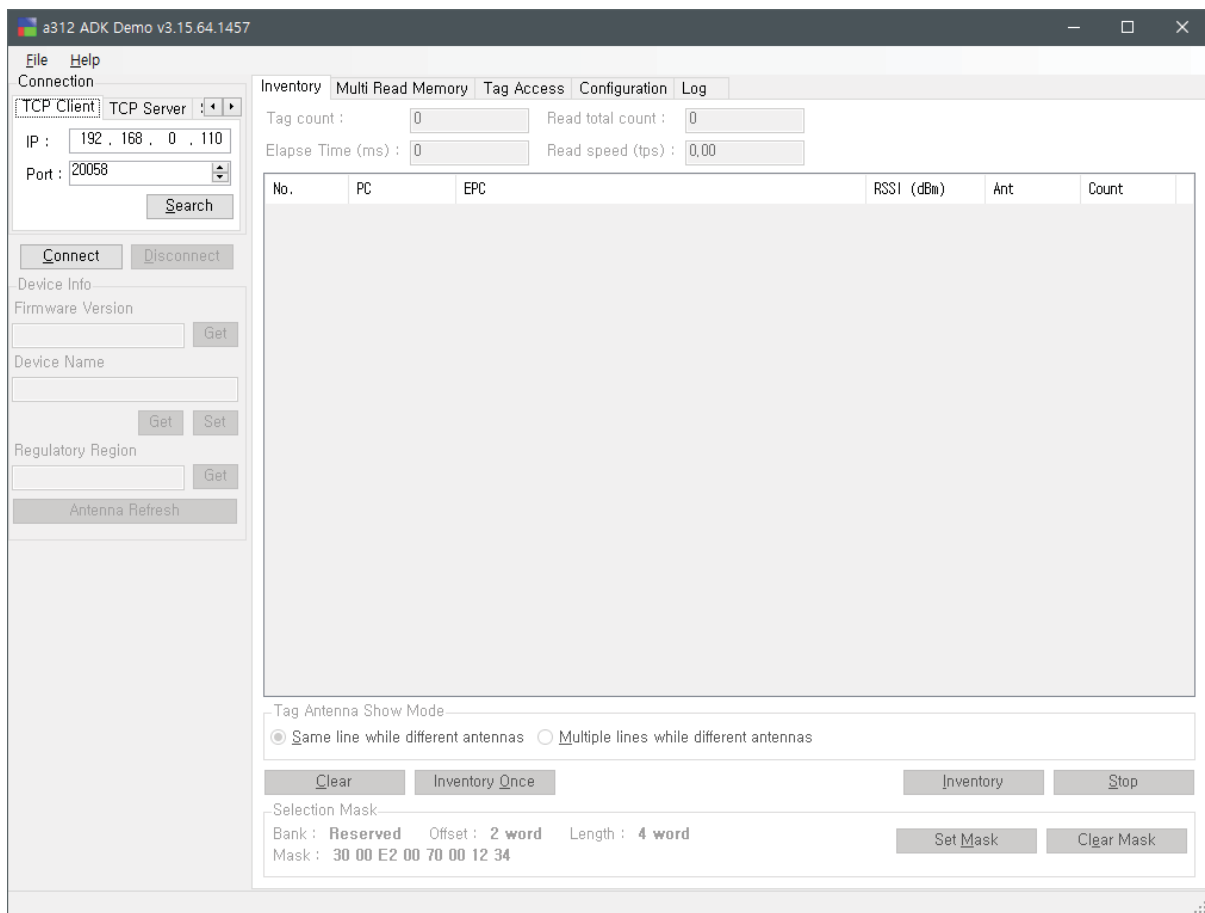 a312 ADK Demo v3.15.64.1457
File Help
Connection
TCP Client TCP Server
IP : 192 . 168 . 0 . 110
Port : 20058
Search
Connect Disconnect
Device Info
Firmware Version
Get
Device Name
Get Set
Regulatory Region
Get
Antenna Refresh
Inventory Multi Read Memory Tag Access Configuration Log
Tag count : 0 Read total count : 0
Elapse Time (ms) : 0 Read speed (tps) : 0,00
No. PC EPC RSSI (dBm) Ant Count
Tag Antenna Show Mode
Same line while different antennas Multiple lines while different antennas
Clear Inventory Once Inventory Stop
Selection Mask
Bank : Reserved Offset : 2 word Length : 4 word
Mask : 30 00 E2 00 70 00 12 34
Set Mask Clear Mask